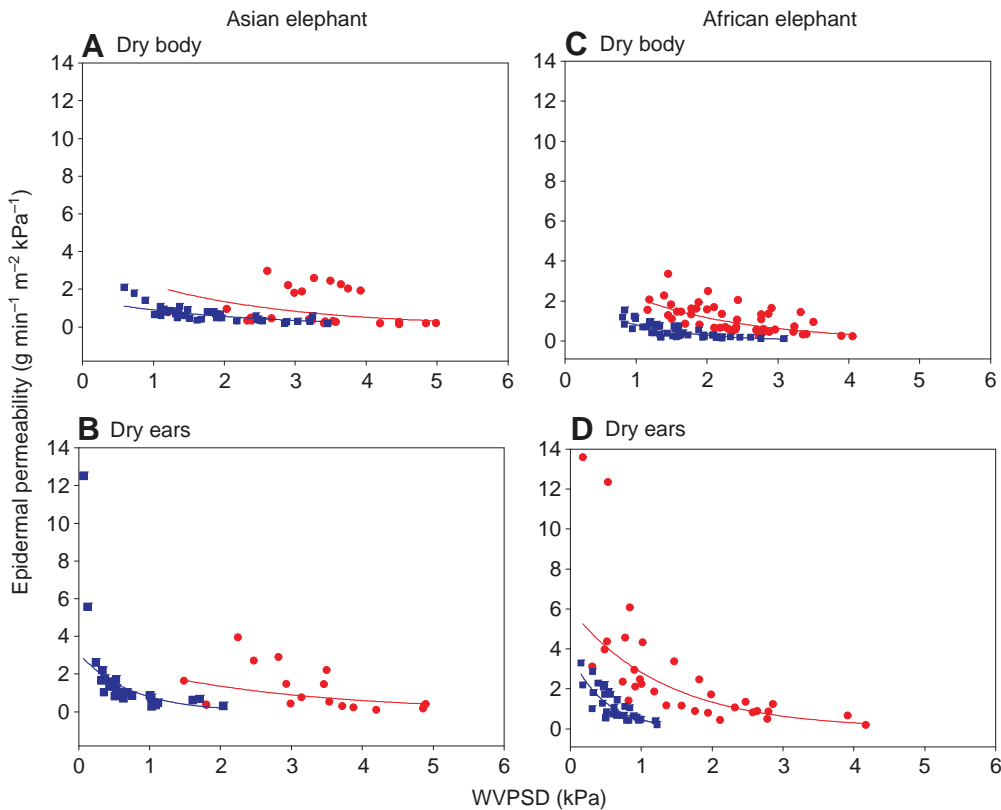 Asian elephant
African elephant
A Dry body
C Dry body
14
12
10
8
6
4
2
0
0 1 2 3 4 5 6
14
12
10
8
6
4
2
0
0 1 2 3 4 5 6
B Dry ears
D Dry ears
14
12
10
8
6
4
2
0
0 1 2 3 4 5 6
14
12
10
8
6
4
2
0
0 1 2 3 4 5 6
Epidermal permeability (g min⁻¹ m⁻² kPa⁻¹)
WVPSD (kPa)